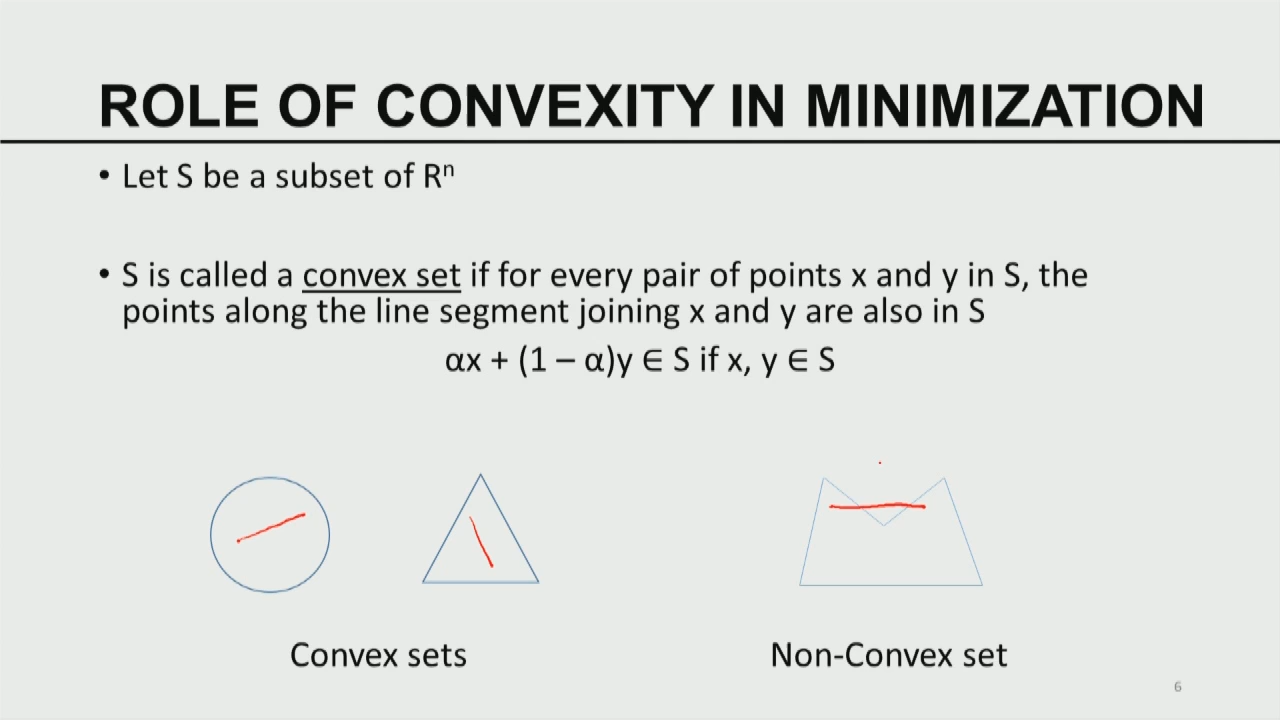 ROLE OF CONVEXITY IN MINIMIZATION
• Let S be a subset of Rⁿ
• S is called a convex set if for every pair of points x and y in S, the
points along the line segment joining x and y are also in S
αx + (1 – α)y ∈ S if x, y ∈ S
Convex sets
Non-Convex set
6